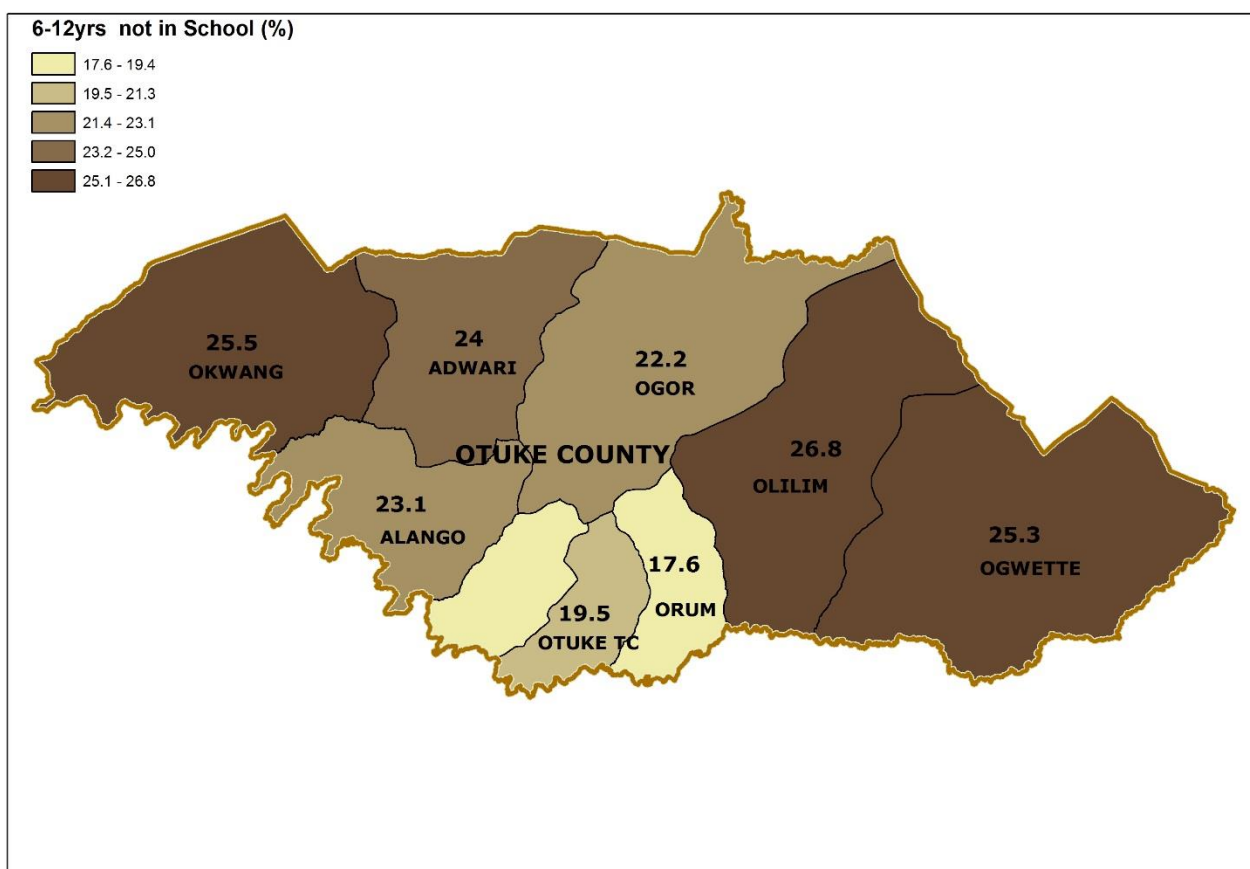 6-12yrs not in School (%)
17.6 - 19.4
19.5 - 21.3
21.4 - 23.1
23.2 - 25.0
25.1 - 26.8
25.5
OKWANG
24
ADWARI
22.2
OGOR
OTUKE COUNTY
26.8
OLILIM
23.1
ALANGO
25.3
OGWETTE
17.6
ORUM
19.5
OTUKE TC